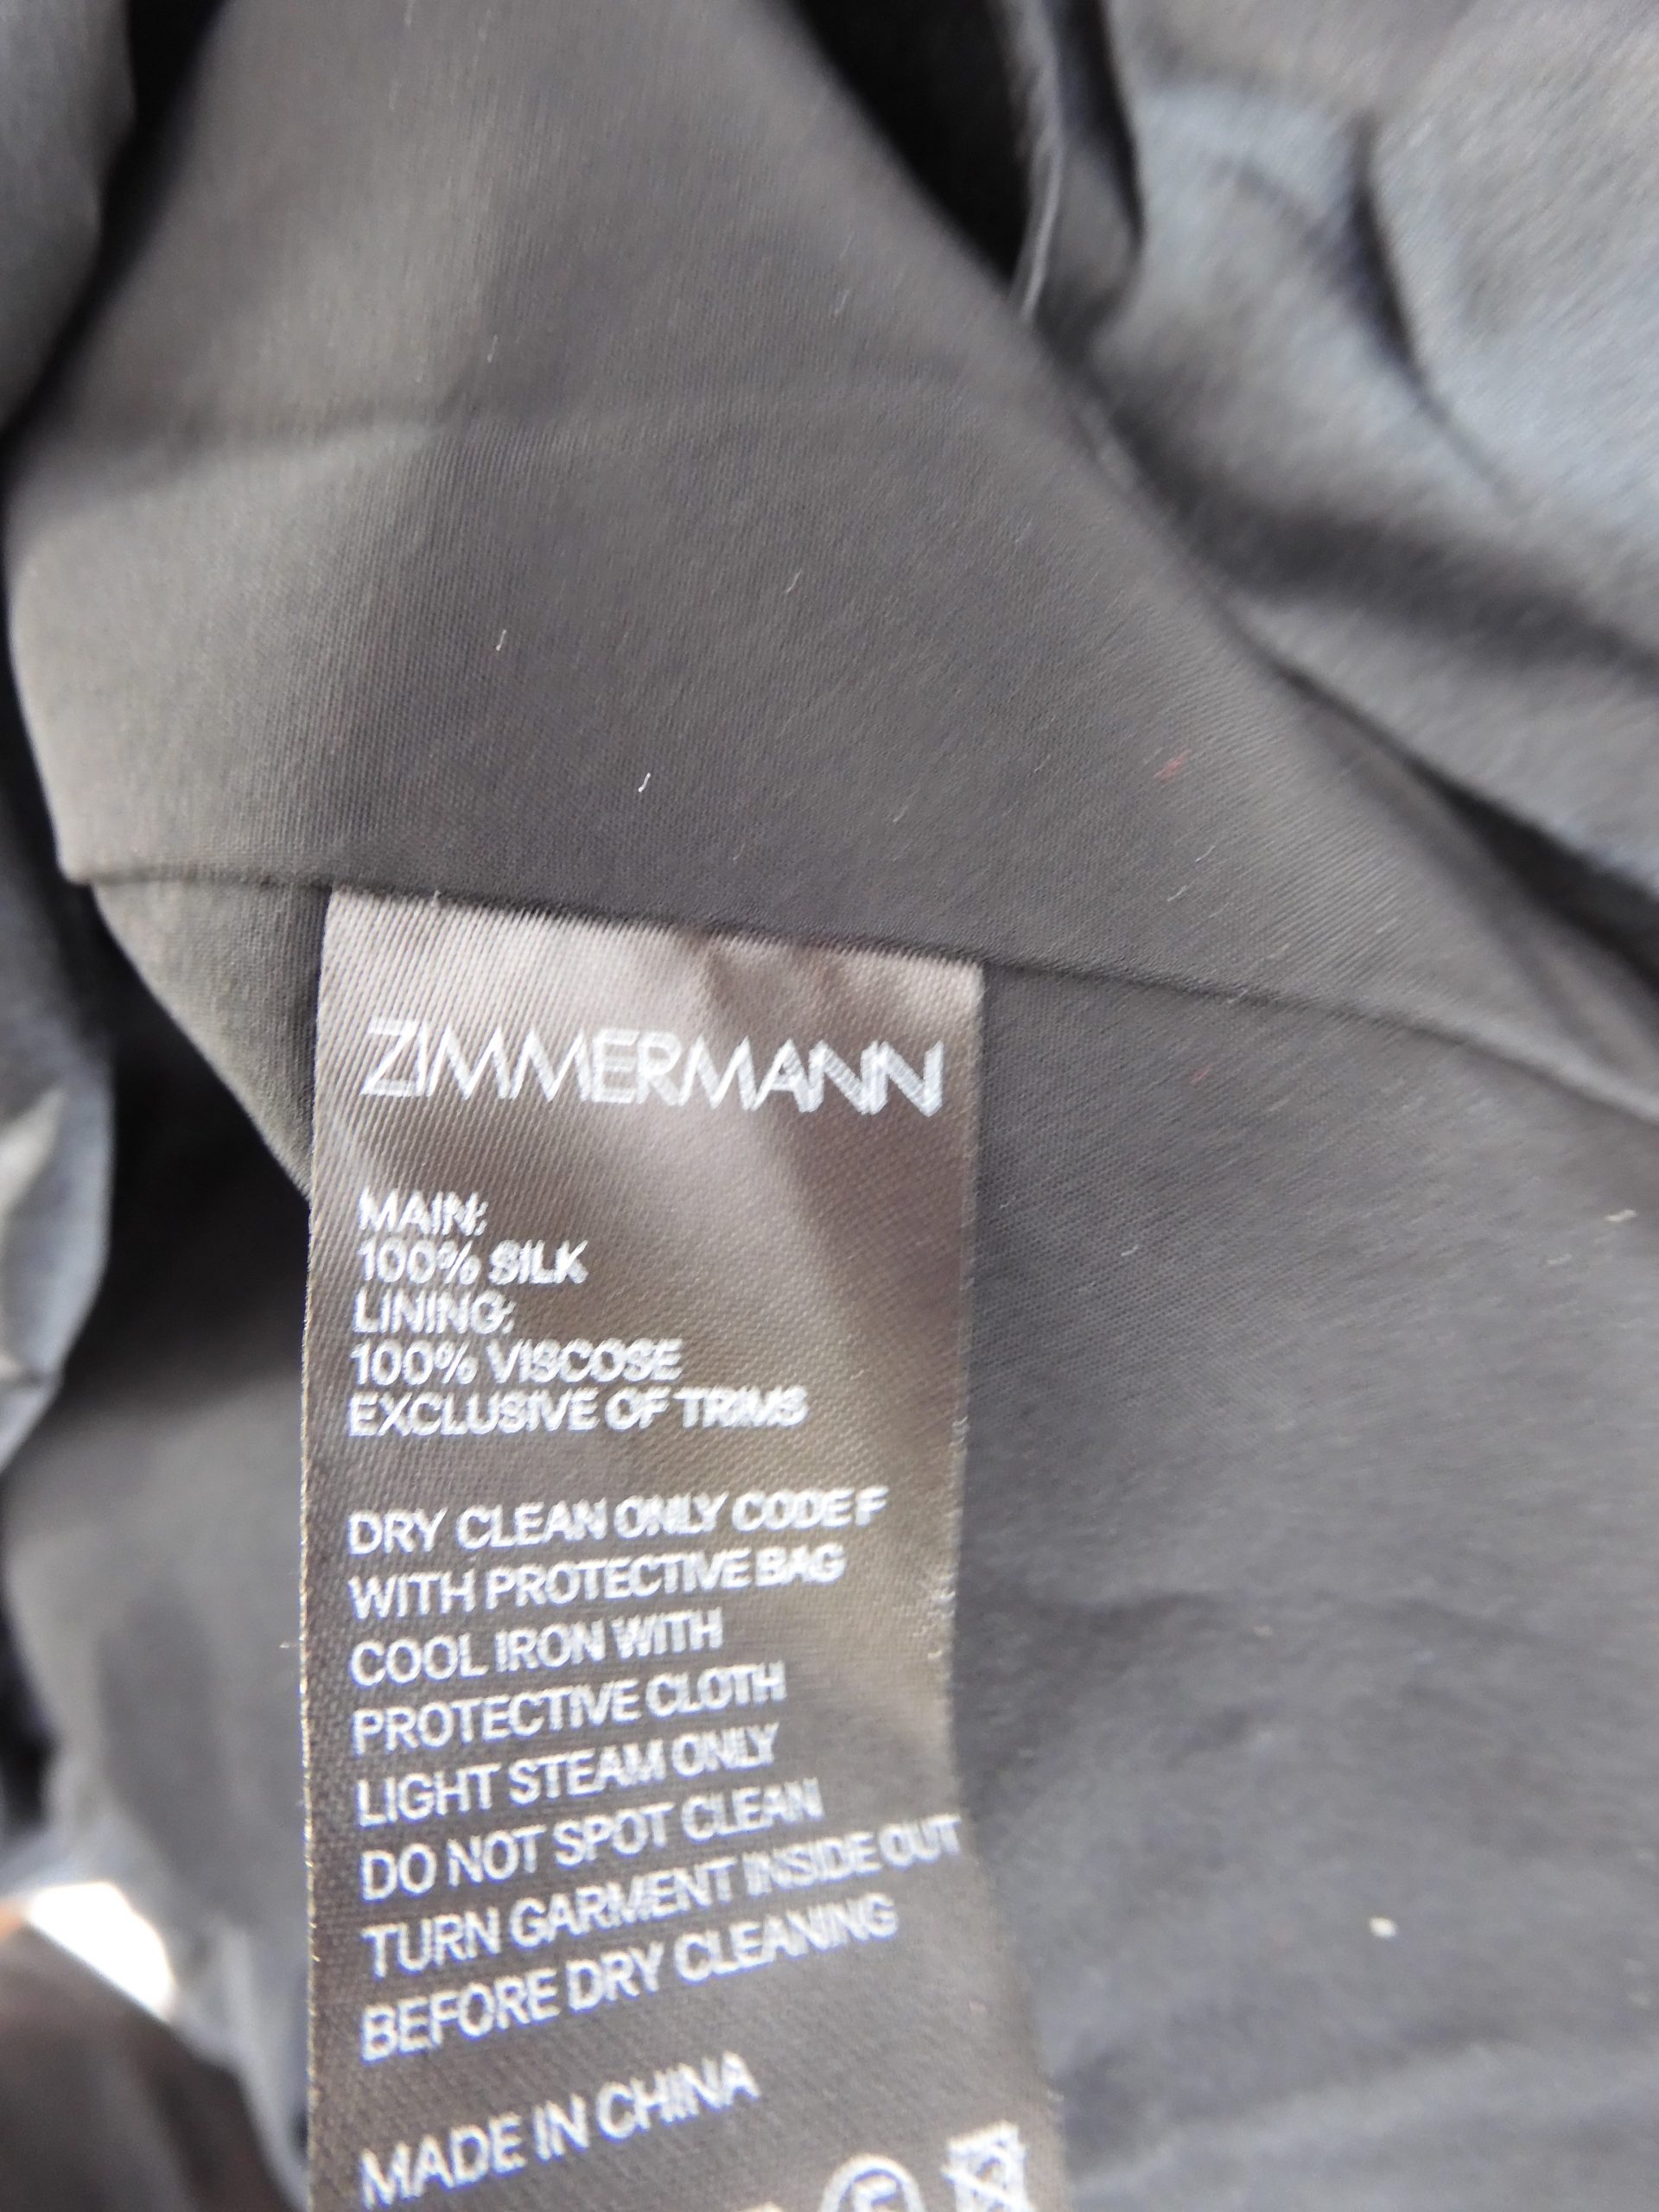 ZIMMERMANN
MAIN:
100% SILK
LINING:
100% VISCOSE
EXCLUSIVE OF TRIMS
DRY CLEAN ONLY CODE F
WITH PROTECTIVE BAG
COOL IRON WITH
PROTECTIVE CLOTH
LIGHT STEAM ONLY
DO NOT SPOT CLEAN
TURN GARMENT INSIDE OUT
BEFORE DRY CLEANING
MADE IN CHINA
F